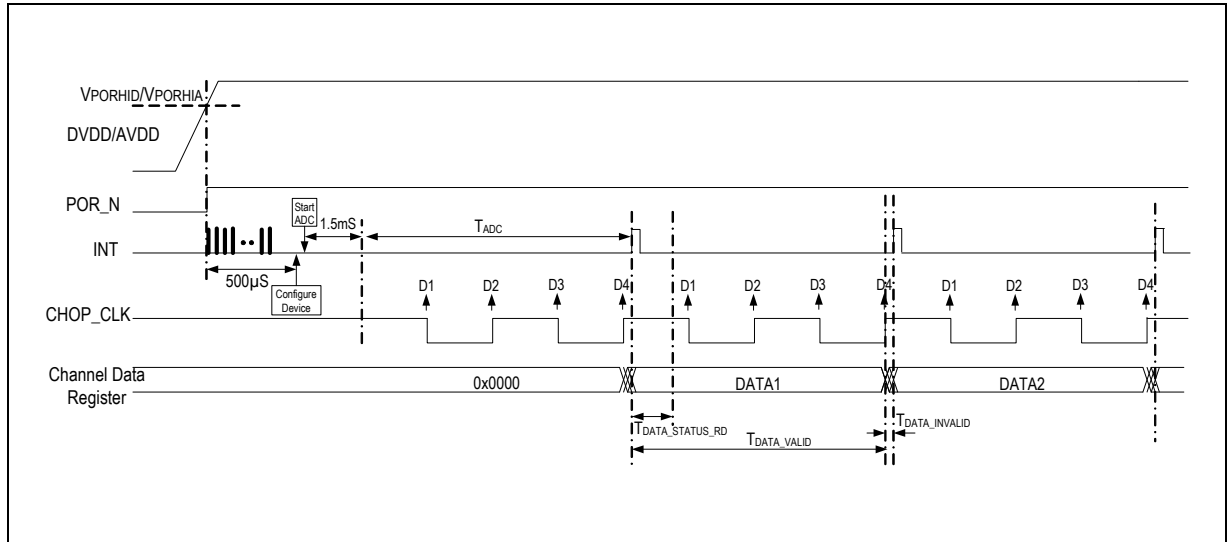 VPORHID/VPORHIA
DVDD/AVDD
POR_N
Start
ADC
1.5mS
TADC
INT
500µS
Configure
Device
D1 D2 D3 D4 D1 D2 D3 D4 D1 D2 D3 D4
CHOP_CLK
Channel Data
Register
0x0000 DATA1 DATA2
TDATA_STATUS_RD
TDATA_VALID
TDATA_INVALID